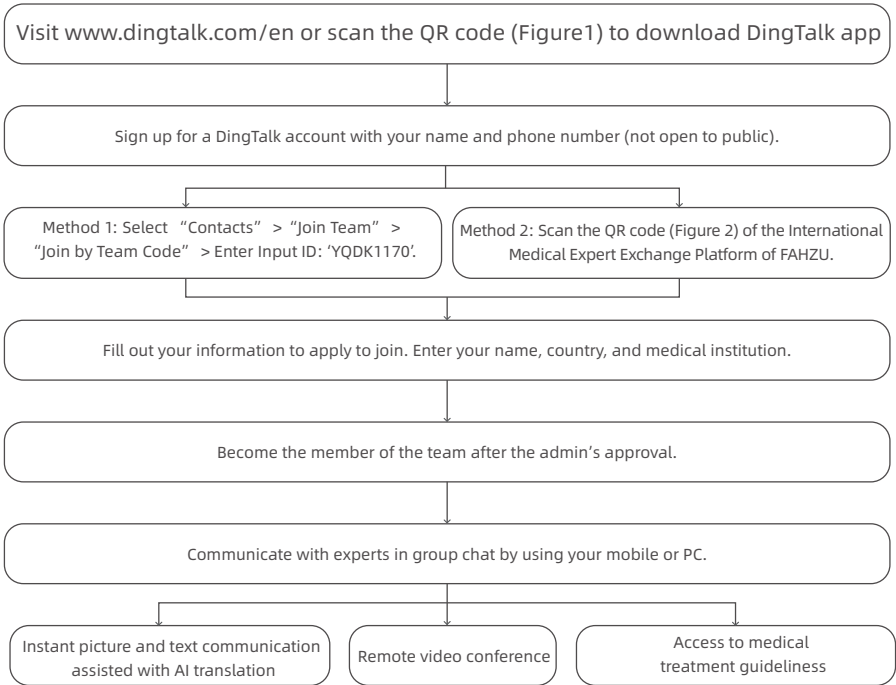 Visit www.dingtalk.com/en or scan the QR code (Figure1) to download DingTalk app
Sign up for a DingTalk account with your name and phone number (not open to public).
Method 1: Select “Contacts” > “Join Team” >
“Join by Team Code” > Enter Input ID: ‘YQDK1170’.
Method 2: Scan the QR code (Figure 2) of the International
Medical Expert Exchange Platform of FAHZU.
Fill out your information to apply to join. Enter your name, country, and medical institution.
Become the member of the team after the admin’s approval.
Communicate with experts in group chat by using your mobile or PC.
Instant picture and text communication
assisted with AI translation
Remote video conference
Access to medical
treatment guideliness